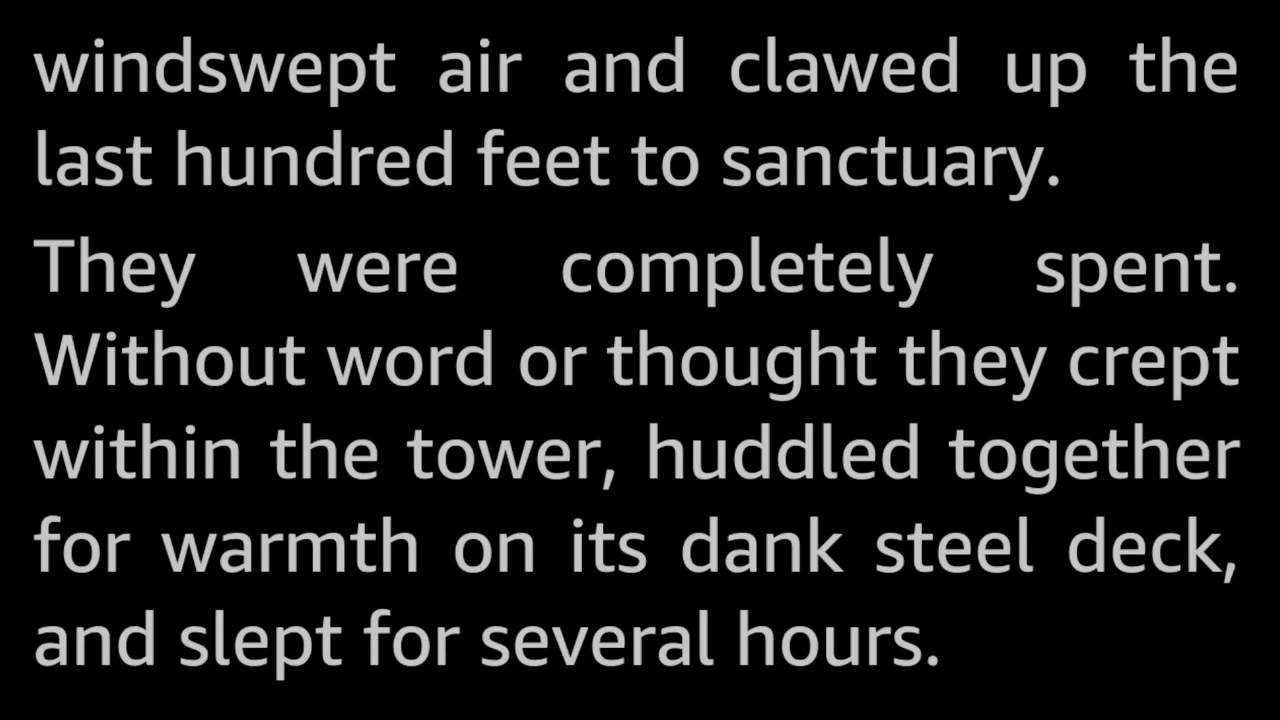 windswept air and clawed up the
last hundred feet to sanctuary.
They were completely spent.
Without word or thought they crept
within the tower, huddled together
for warmth on its dank steel deck,
and slept for several hours.